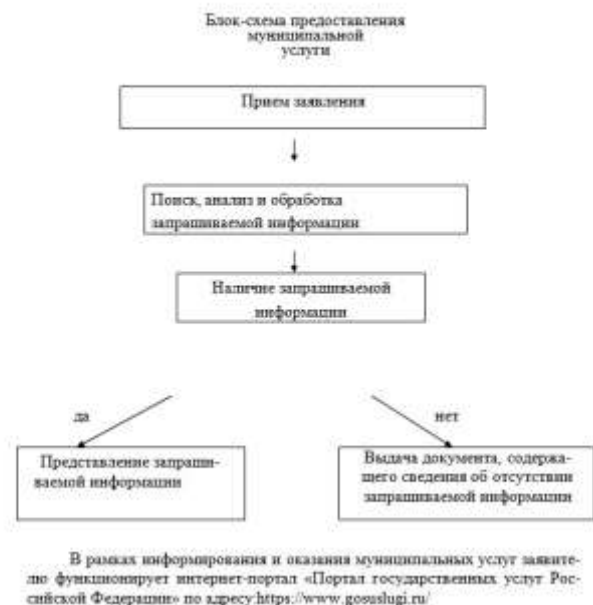 Блок-схема предоставления
муниципальной
услуги
Прием заявления
Поиск, анализ и обработка
запрашиваемой информации
Наличие запрашиваемой
информации
да
нет
Представление запраши-
ваемой информации
Выдача документа, содержа-
щего сведения об отсутствии
запрашиваемой информации
В рамках информирования и оказания муниципальных услуг заявите-
лю функционирует интернет-портал «Портал государственных услуг Рос-
сийской Федерации» по адресу:https://www.gosuslugi.ru/